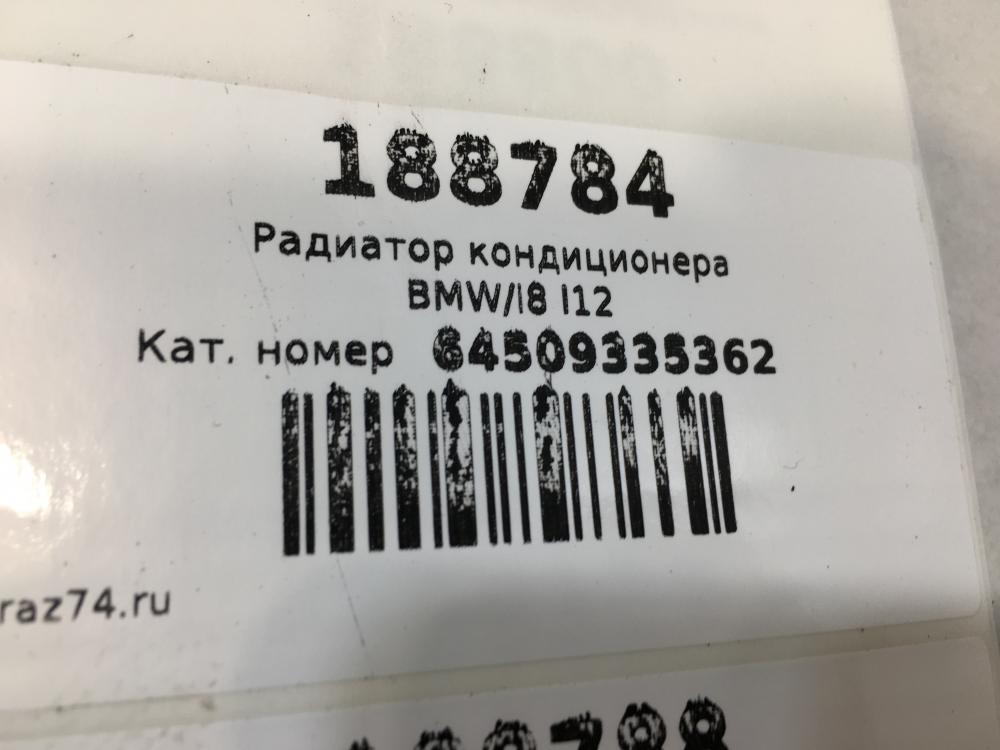 188784
Радиатор кондиционера
BMW/I8 I12
Кат. номер 64509335362
raz74.ru